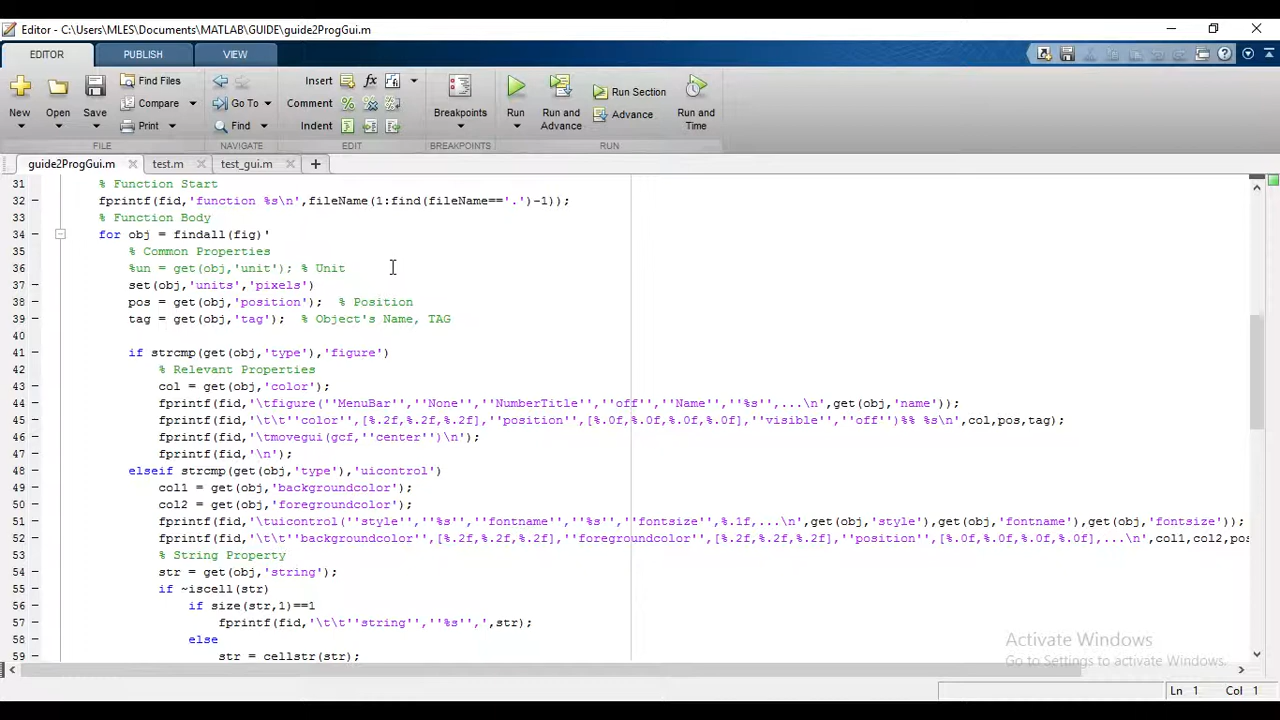 Editor - C:\Users\MLES\Documents\MATLAB\GUIDE\guide2ProgGui.m
EDITOR PUBLISH VIEW
New Open Save Find Files Compare Print
Go To Find
Insert Comment Indent fx
Breakpoints
Run Run and Advance Run Section Advance Run and Time
FILE NAVIGATE EDIT BREAKPOINTS RUN
guide2ProgGui.m test.m test_gui.m
31 % Function Start
32 fprintf(fid,'function %s\n',fileName(1:find(fileName=='.')-1));
33 % Function Body
34 for obj = findall(fig)'
35 % Common Properties
36 %un = get(obj,'unit'); % Unit
37 set(obj,'units','pixels')
38 pos = get(obj,'position'); % Position
39 tag = get(obj,'tag'); % Object's Name, TAG
40
41 if strcmp(get(obj,'type'),'figure')
42 % Relevant Properties
43 col = get(obj,'color');
44 fprintf(fid,'\tfigure(''MenuBar'',''None'',''NumberTitle'',''off'',''Name'',''%s'',...\n',get(obj,'name'));
45 fprintf(fid,'\t\t''color'',[%.2f,%.2f,%.2f],''position'',[%.0f,%.0f,%.0f,%.0f],''visible'',''off'')%% %s\n',col,pos,tag);
46 fprintf(fid,'\tmovegui(gcf,''center'')\n');
47 fprintf(fid,'\n');
48 elseif strcmp(get(obj,'type'),'uicontrol')
49 col1 = get(obj,'backgroundcolor');
50 col2 = get(obj,'foregroundcolor');
51 fprintf(fid,'\tuicontrol(''style'',''%s'',''fontname'',''%s'',''fontsize'',%.1f,...\n',get(obj,'style'),get(obj,'fontname'),get(obj,'fontsize'));
52 fprintf(fid,'\t\t''backgroundcolor'',[%.2f,%.2f,%.2f],''foregroundcolor'',[%.2f,%.2f,%.2f],''position'',[%.0f,%.0f,%.0f,%.0f],...\n',col1,col2,pos
53 % String Property
54 str = get(obj,'string');
55 if ~iscell(str)
56 if size(str,1)==1
57 fprintf(fid,'\t\t''string'',''%s'',',str);
58 else
59 str = cellstr(str);
Activate Windows
Go to Settings to activate Windows.
Ln 1 Col 1